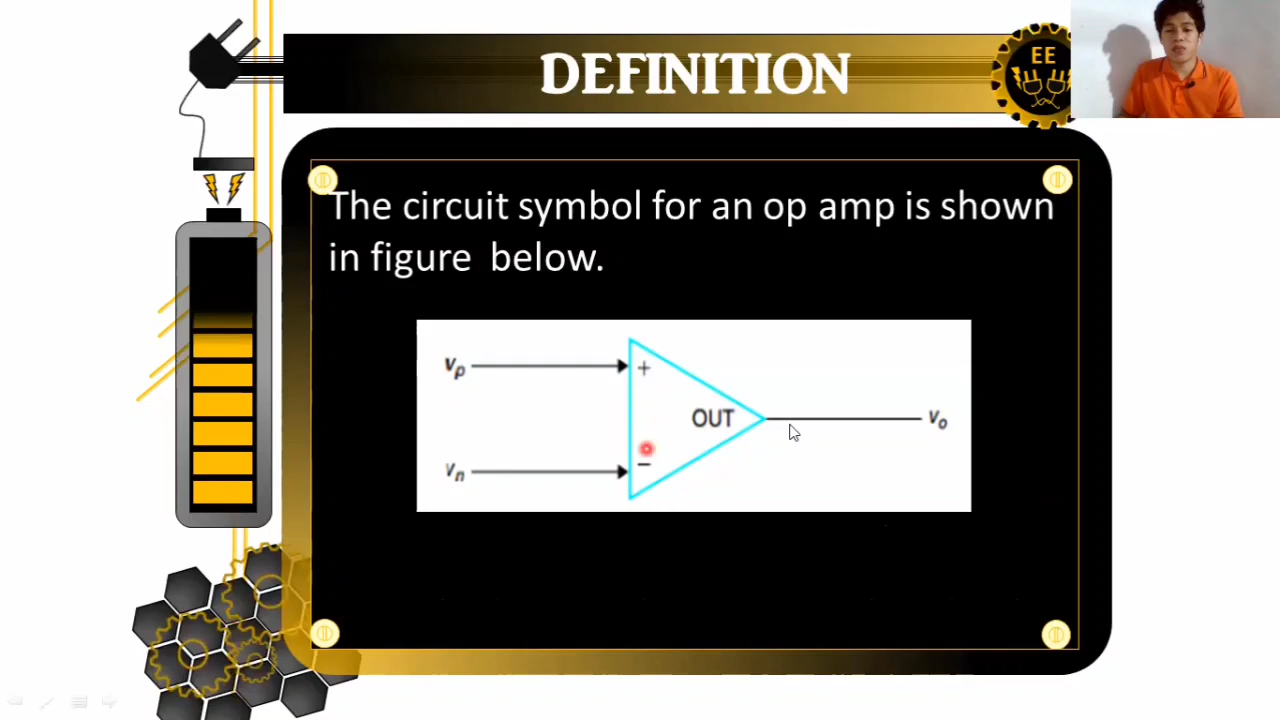 DEFINITION
EE
The circuit symbol for an op amp is shown
in figure  below.
vp
+
OUT
vo
vn
−